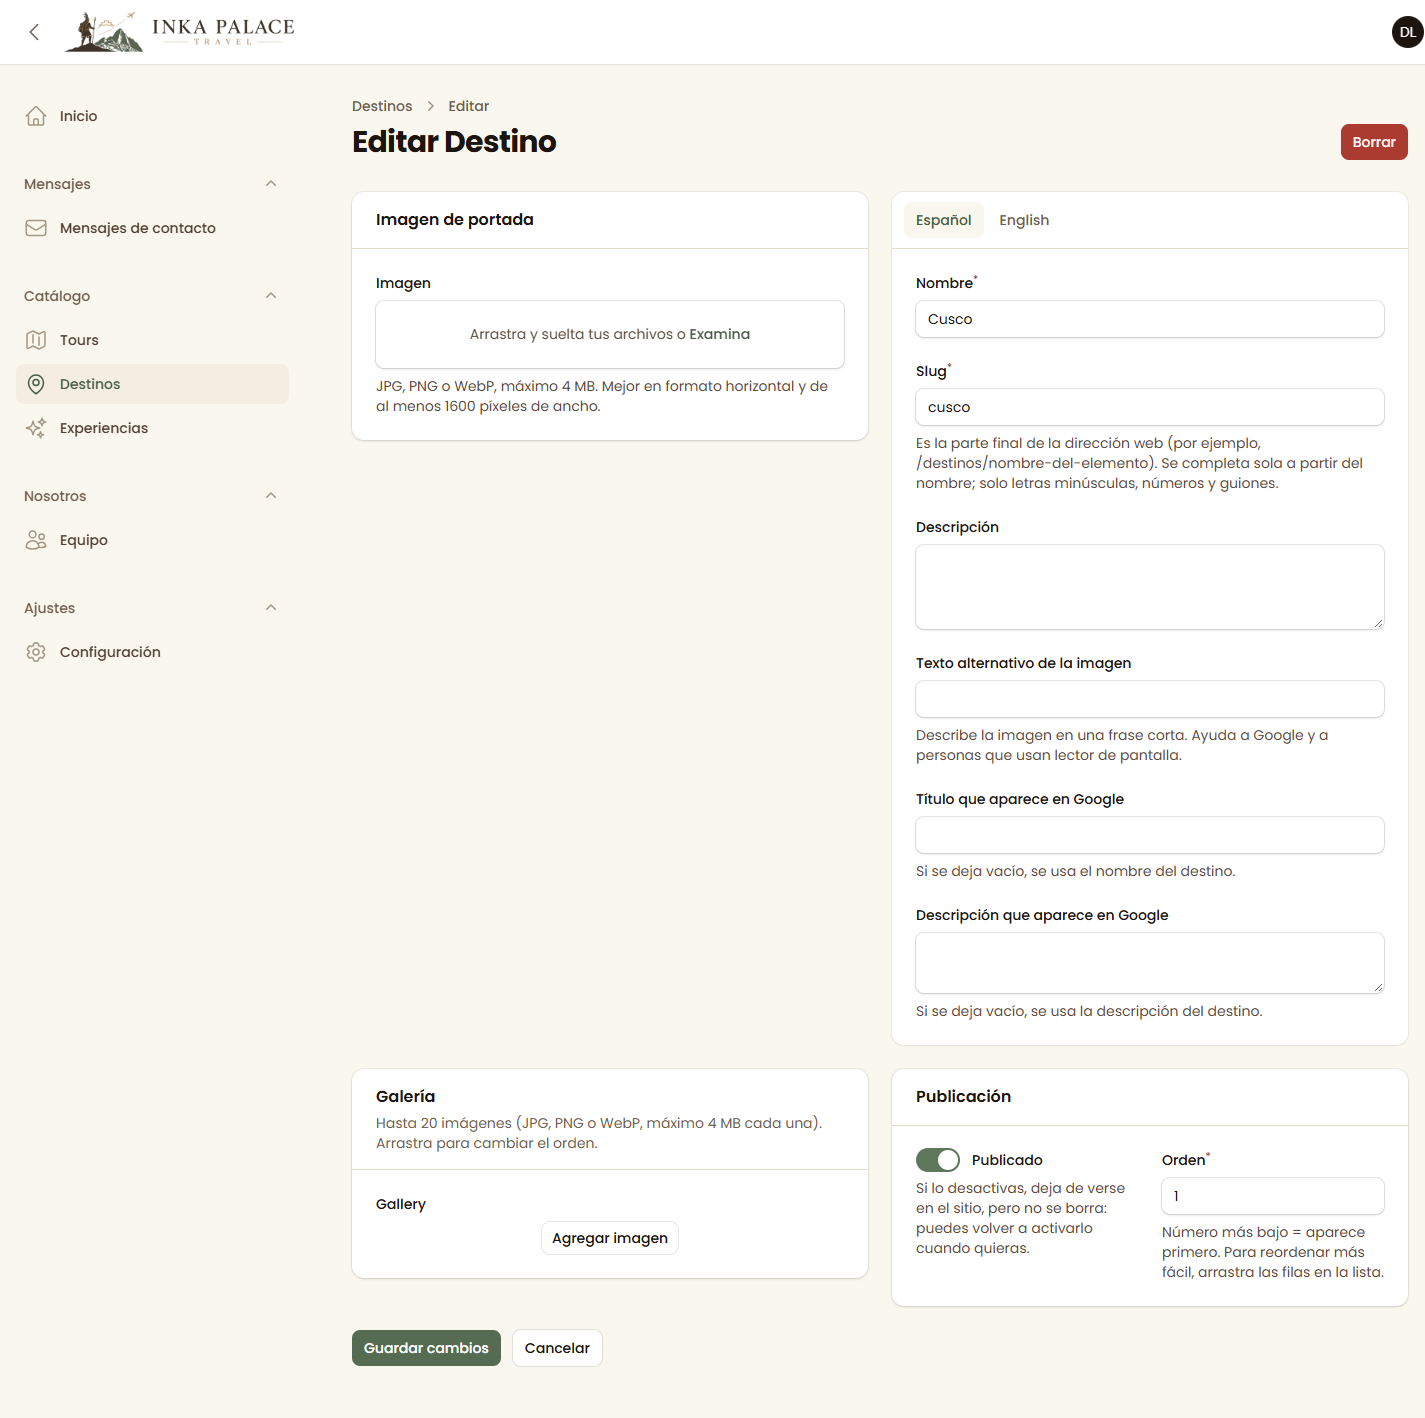 INKA PALACE
TRAVEL
DL
Inicio
Mensajes
Mensajes de contacto
Catálogo
Tours
Destinos
Experiencias
Nosotros
Equipo
Ajustes
Configuración
Destinos > Editar
Editar Destino
Borrar
Imagen de portada
Imagen
Arrastra y suelta tus archivos o Examina
JPG, PNG o WebP, máximo 4 MB. Mejor en formato horizontal y de
al menos 1600 píxeles de ancho.
Español English
Nombre*
Cusco
Slug*
cusco
Es la parte final de la dirección web (por ejemplo,
/destinos/nombre-del-elemento). Se completa sola a partir del
nombre; solo letras minúsculas, números y guiones.
Descripción
Texto alternativo de la imagen
Describe la imagen en una frase corta. Ayuda a Google y a
personas que usan lector de pantalla.
Título que aparece en Google
Si se deja vacío, se usa el nombre del destino.
Descripción que aparece en Google
Si se deja vacío, se usa la descripción del destino.
Galería
Hasta 20 imágenes (JPG, PNG o WebP, máximo 4 MB cada una).
Arrastra para cambiar el orden.
Gallery
Agregar imagen
Publicación
Publicado
Si lo desactivas, deja de verse
en el sitio, pero no se borra:
puedes volver a activarlo
cuando quieras.
Orden*
1
Número más bajo = aparece
primero. Para reordenar más
fácil, arrastra las filas en la lista.
Guardar cambios
Cancelar